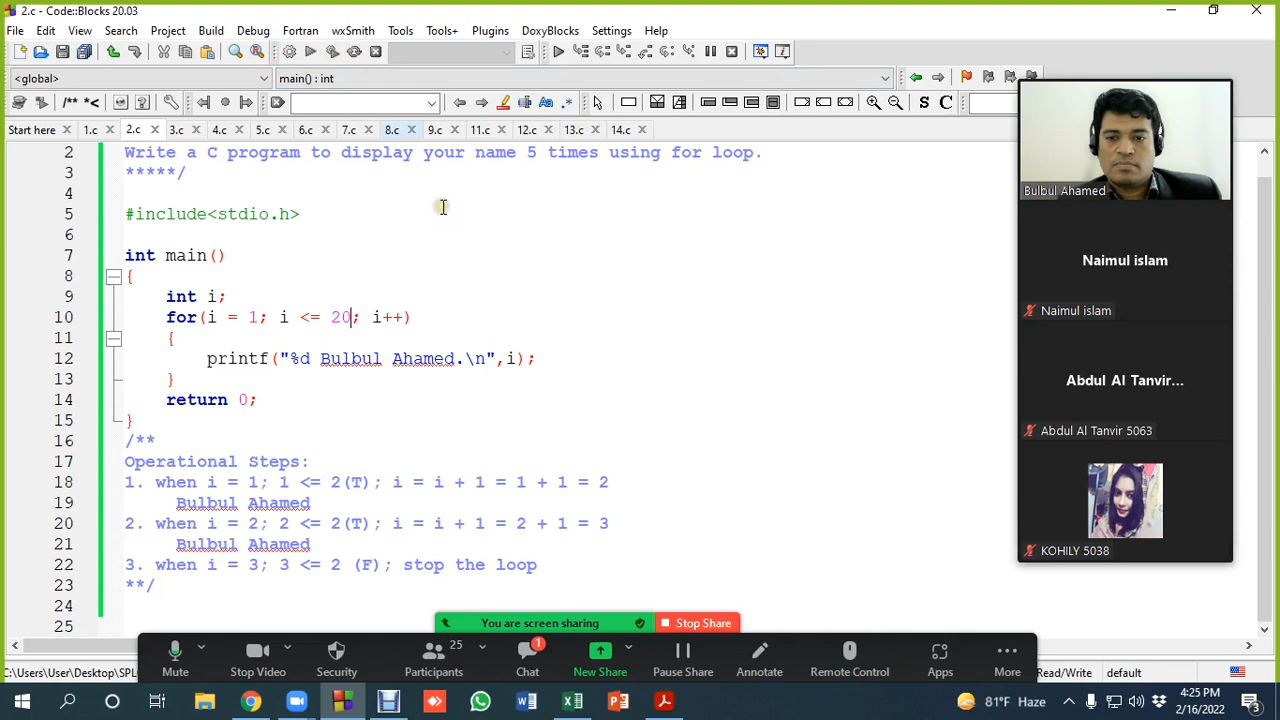 2.c - Code::Blocks 20.03
File Edit View Search Project Build Debug Fortran wxSmith Tools Tools+ Plugins DoxyBlocks Settings Help
<global> main() : int
/** *<
S C
Start here 1.c 2.c 3.c 4.c 5.c 6.c 7.c 8.c 9.c 11.c 12.c 13.c 14.c
2 Write a C program to display your name 5 times using for loop.
3 *****/
4
5 #include<stdio.h>
6
7 int main()
8 {
9 int i;
10 for(i = 1; i <= 20; i++)
11 {
12 printf("%d Bulbul Ahamed.\n",i);
13 }
14 return 0;
15 }
16 /**
17 Operational Steps:
18 1. when i = 1; 1 <= 2(T); i = i + 1 = 1 + 1 = 2
19 Bulbul Ahamed
20 2. when i = 2; 2 <= 2(T); i = i + 1 = 2 + 1 = 3
21 Bulbul Ahamed
22 3. when i = 3; 3 <= 2 (F); stop the loop
23 **/
24
25
Bulbul Ahamed
Naimul islam
Naimul islam
Abdul Al Tanvir...
Abdul Al Tanvir 5063
KOHILY 5038
You are screen sharing Stop Share
25 1
Mute Stop Video Security Participants Chat New Share Pause Share Annotate Remote Control Apps More
C:\Users\User\Desktop\SPL Read/Write default
81°F Haze
4:25 PM
2/16/2022
3